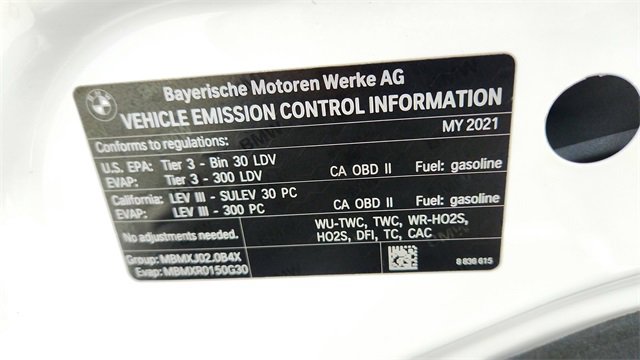 Bayerische Motoren Werke AG
VEHICLE EMISSION CONTROL INFORMATION
Conforms to regulations: MY 2021
U.S. EPA: Tier 3 - Bin 30 LDV CA OBD II Fuel: gasoline
EVAP: Tier 3 - 300 LDV
California: LEV III - SULEV 30 PC CA OBD II Fuel: gasoline
EVAP: LEV III - 300 PC
No adjustments needed. WU-TWC, TWC, WR-HO2S,
HO2S, DFI, TC, CAC
Group: MBMXJ02.0B4X
Evap: MBMXR0150G30
8 836 615